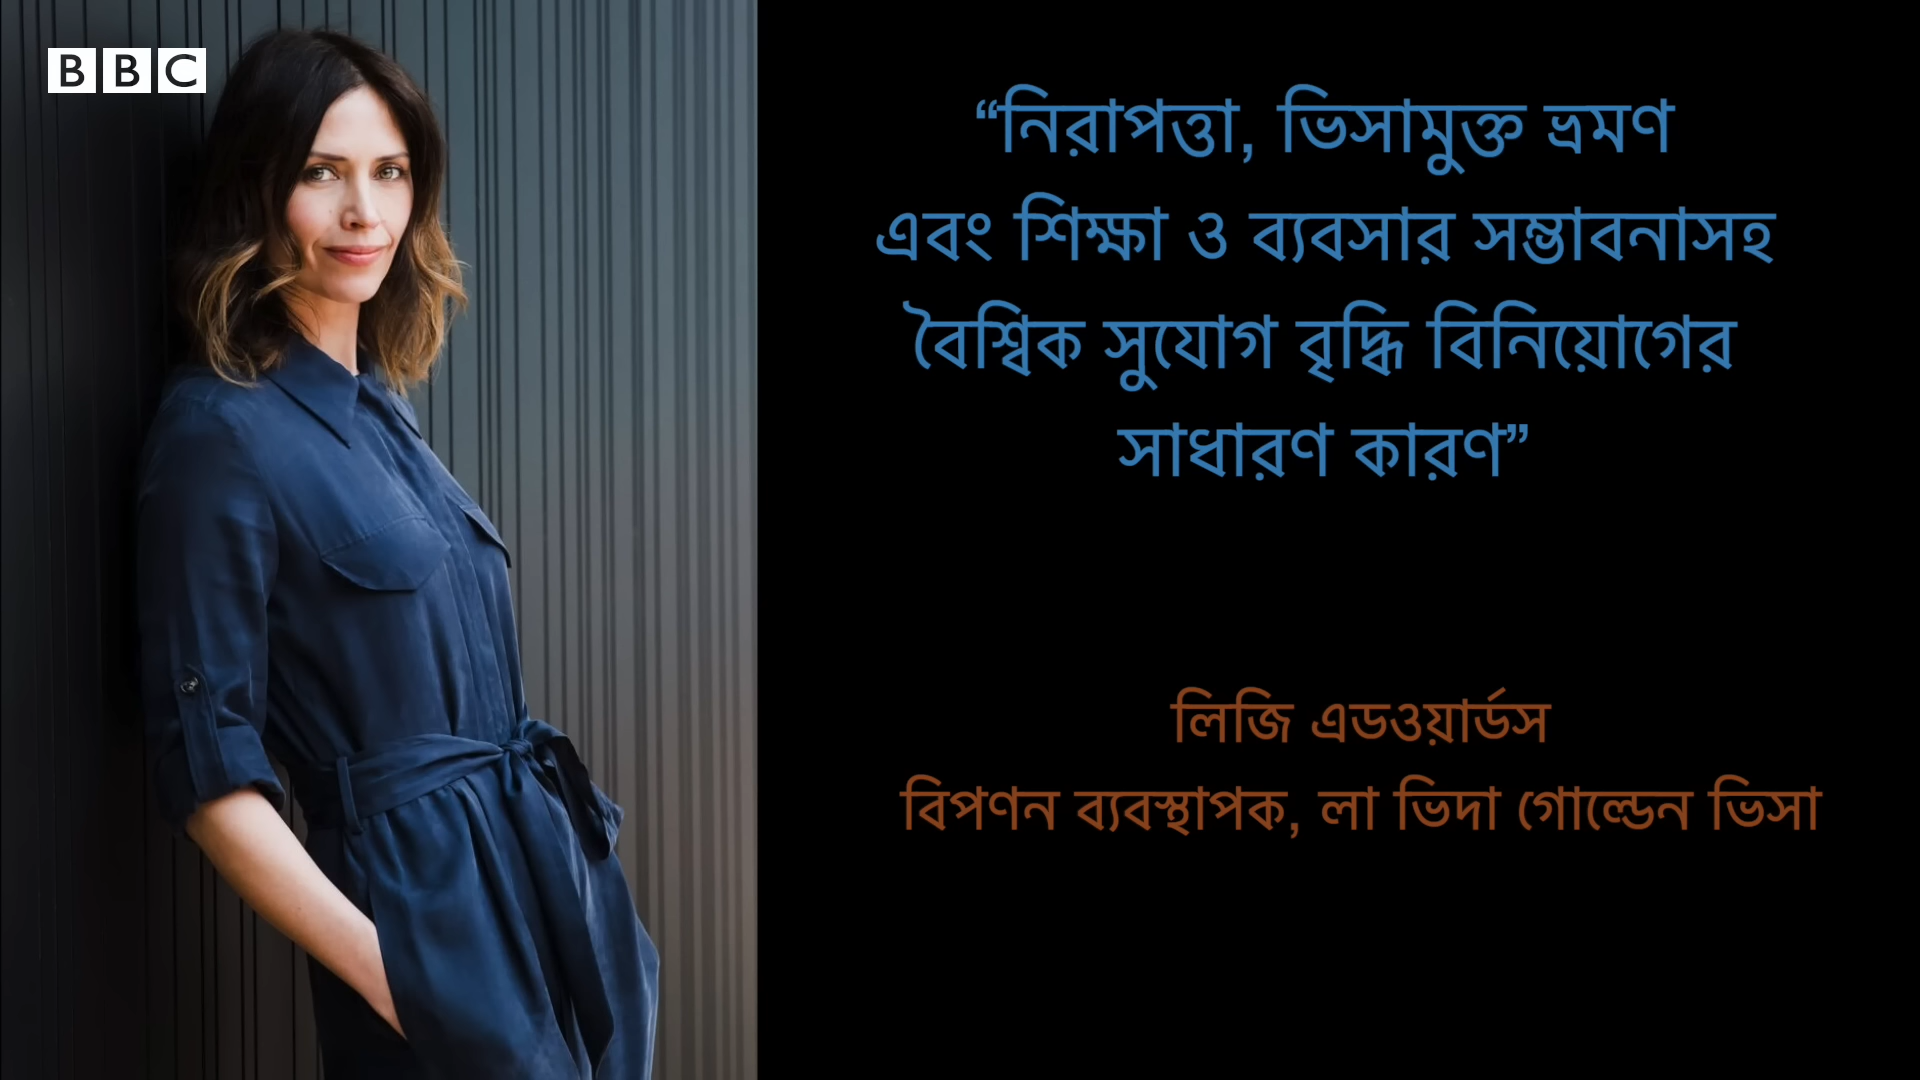 BBC
“নিরাপত্তা, ভিসামুক্ত ভ্রমণ
এবং শিক্ষা ও ব্যবসার সম্ভাবনাসহ
বৈশ্বিক সুযোগ বৃদ্ধি বিনিয়োগের
সাধারণ কারণ”
লিজি এডওয়ার্ডস
বিপণন ব্যবস্থাপক, লা ভিদা গোল্ডেন ভিসা